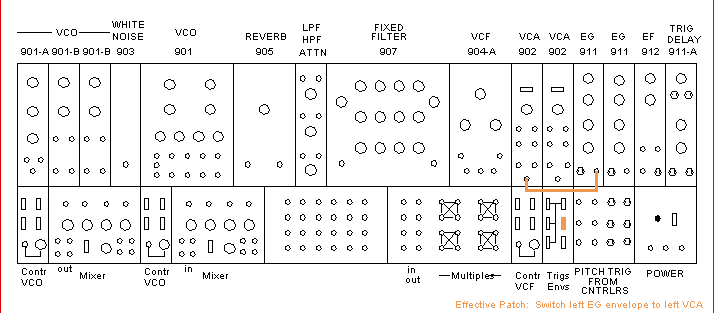 WHITE LPF FIXED TRIG
VCO NOISE VCO REVERB HPF FILTER VCF VCA VCA EG EG EF DELAY
901-A 901-B 901-B 903 901 905 ATTN 907 904-A 902 902 911 911 912 911-A
Contr VCO
out Mixer
Contr VCO
in Mixer
in out
Multiples
Contr VCF
Trigs Envs
PITCH TRIG FROM CNTRLRS
POWER
Effective Patch: Switch left EG envelope to left VCA